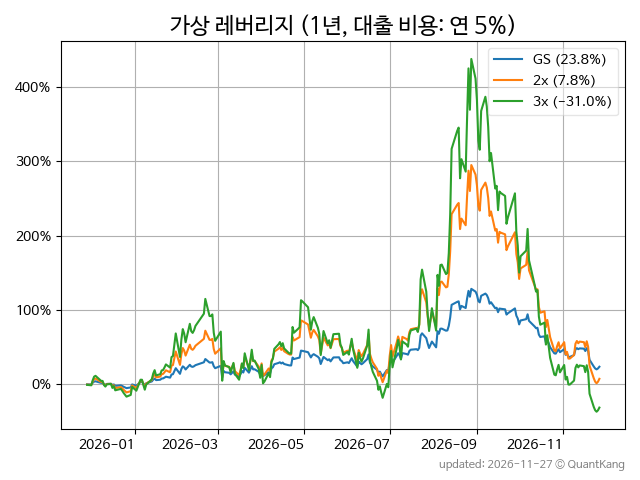 가상 레버리지 (1년, 대출 비용: 연 5%)
GS (23.8%)
2x (7.8%)
3x (−31.0%)
400%
300%
200%
100%
0%
2026-01 2026-03 2026-05 2026-07 2026-09 2026-11
updated: 2026-11-27 © QuantKang